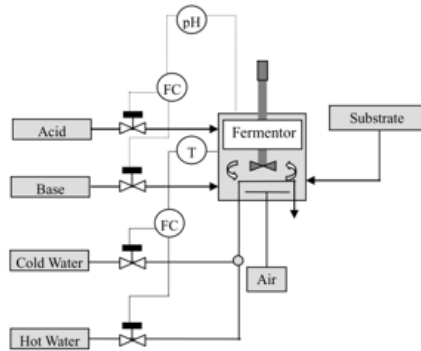 pH
FC
Acid
Fermentor
Substrate
T
Base
FC
Cold Water
Air
Hot Water